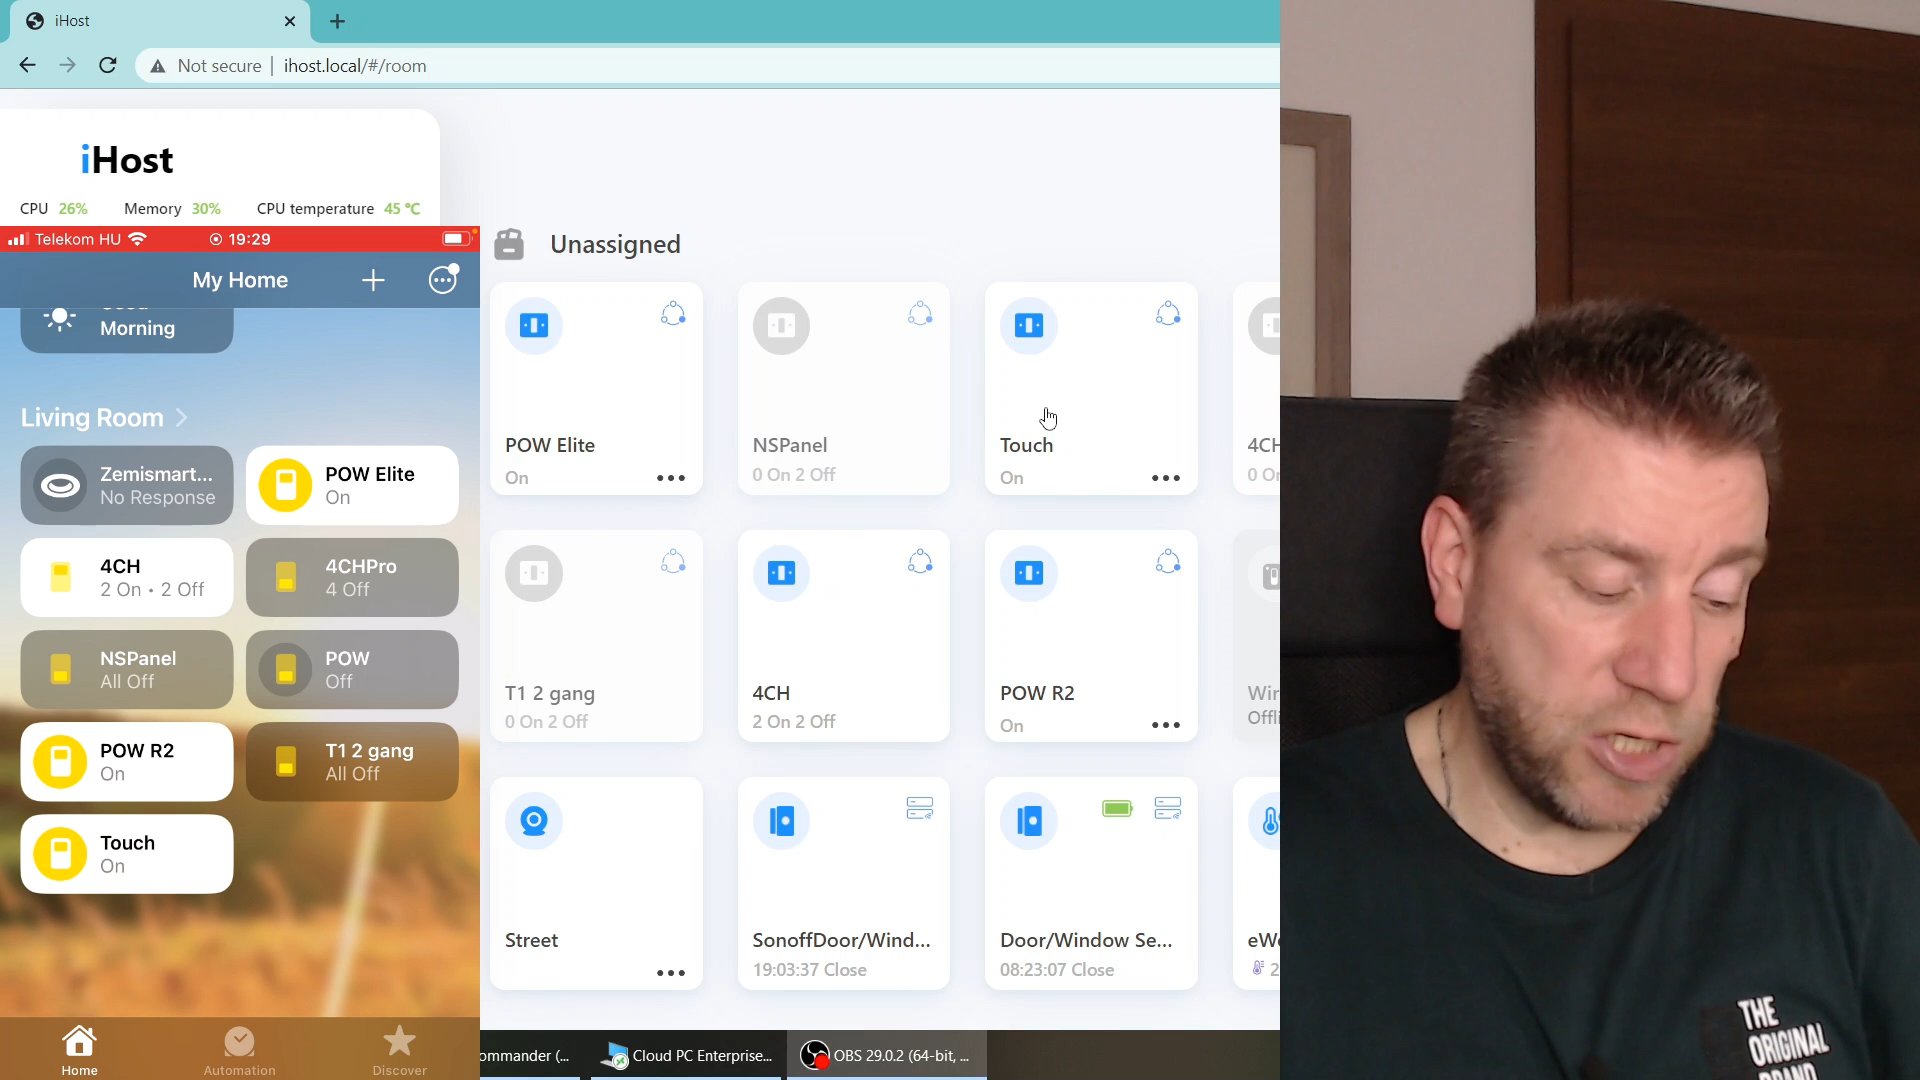 iHost
Not secure
ihost.local/#/room
iHost
CPU 26%
Memory 30%
CPU temperature 45 ℃
Telekom HU
19:29
My Home
Morning
Living Room
Zemismart...
No Response
POW Elite
On
4CH
2 On • 2 Off
4CHPro
4 Off
NSPanel
All Off
POW
Off
POW R2
On
T1 2 gang
All Off
Touch
On
Home
Automation
Discover
Unassigned
POW Elite
On
NSPanel
0 On 2 Off
Touch
On
T1 2 gang
0 On 2 Off
4CH
2 On 2 Off
POW R2
On
Street
SonoffDoor/Wind...
19:03:37 Close
Door/Window Se...
08:23:07 Close
Cloud PC Enterprise...
OBS 29.0.2 (64-bit, ...
THE
ORIGINAL
BRAND